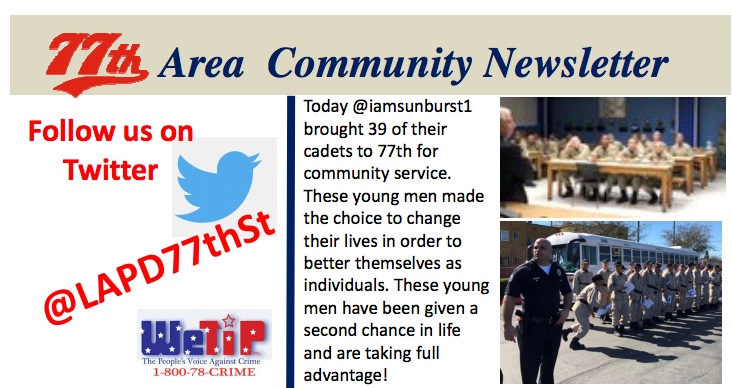 77th Area Community Newsletter
Follow us on
Twitter
@LAPD77thSt
WeTiP
The People's Voice Against Crime
1-800-78-CRIME
Today @iamsunburst1
brought 39 of their
cadets to 77th for
community service.
These young men made
the choice to change
their lives in order to
better themselves as
individuals. These young
men have been given a
second chance in life
and are taking full
advantage!